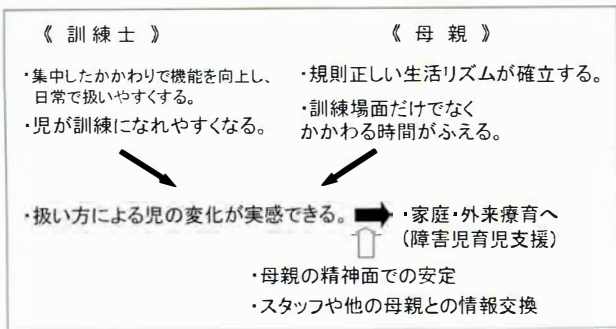 《 訓練士 》
《 母親 》
・集中したかかわりで機能を向上し、
日常で扱いやすくする。
・児が訓練になれやすくなる。
・規則正しい生活リズムが確立する。
・訓練場面だけでなく
かかわる時間がふえる。
・扱い方による児の変化が実感できる。
・家庭・外来療育へ
(障害児育児支援)
・母親の精神面での安定
・スタッフや他の母親との情報交換